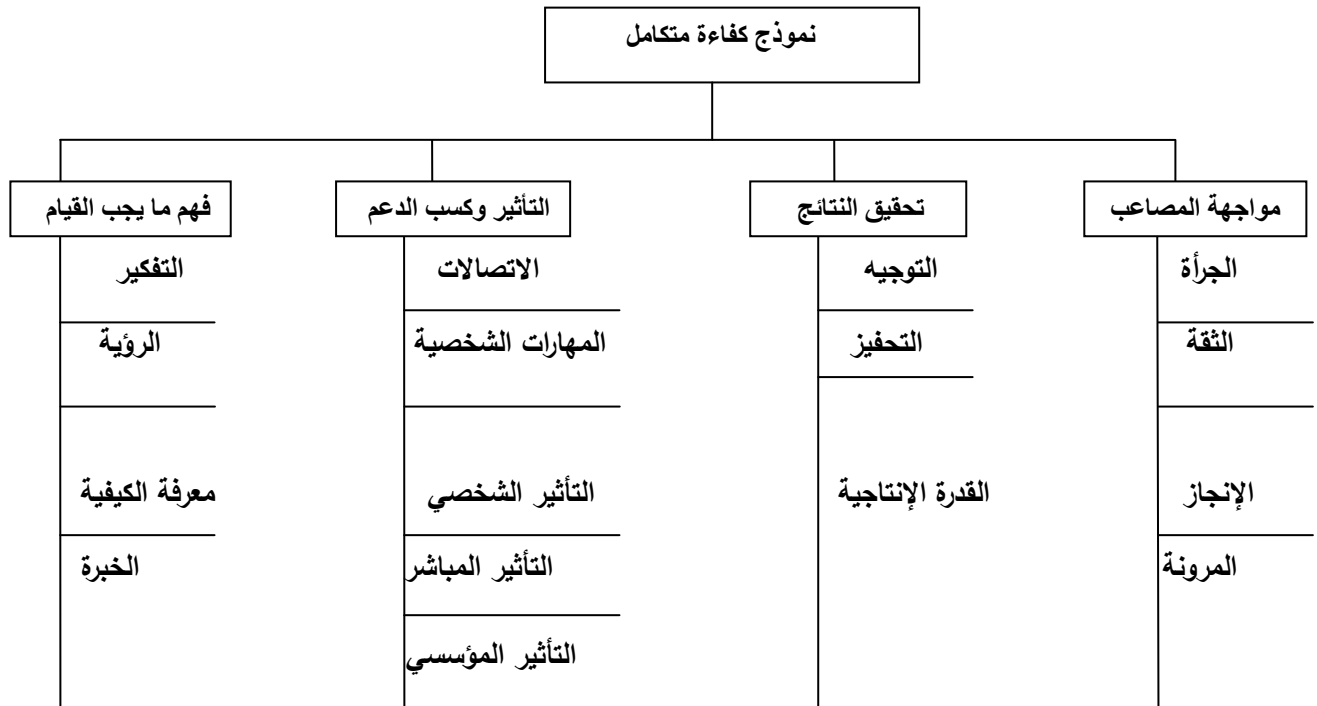 نموذج كفاءة متكامل
مواجهة المصاعب
الجرأة
الثقة
الإنجاز
المرونة
تحقيق النتائج
التوجيه
التحفيز
القدرة الإنتاجية
التأثير وكسب الدعم
الاتصالات
المهارات الشخصية
التأثير الشخصي
التأثير المباشر
التأثير المؤسسي
فهم ما يجب القيام
التفكير
الرؤية
معرفة الكيفية
الخبرة